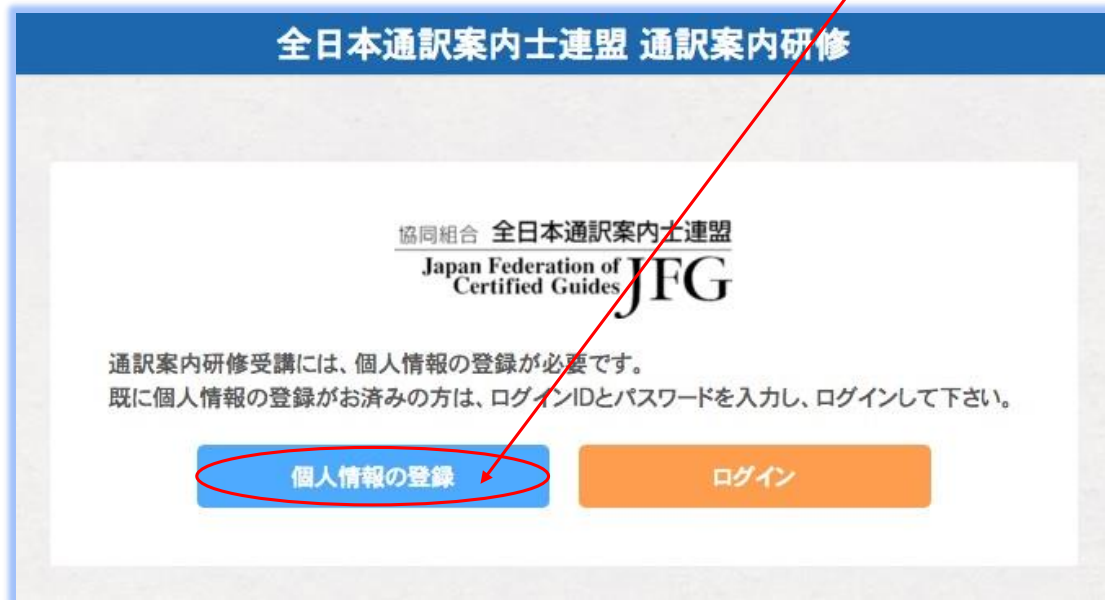 全日本通訳案内士連盟 通訳案内研修
協同組合 全日本通訳案内士連盟
Japan Federation of
Certified Guides JFG
通訳案内研修受講には、個人情報の登録が必要です。
既に個人情報の登録がお済みの方は、ログインIDとパスワードを入力し、ログインして下さい。
個人情報の登録 ログイン